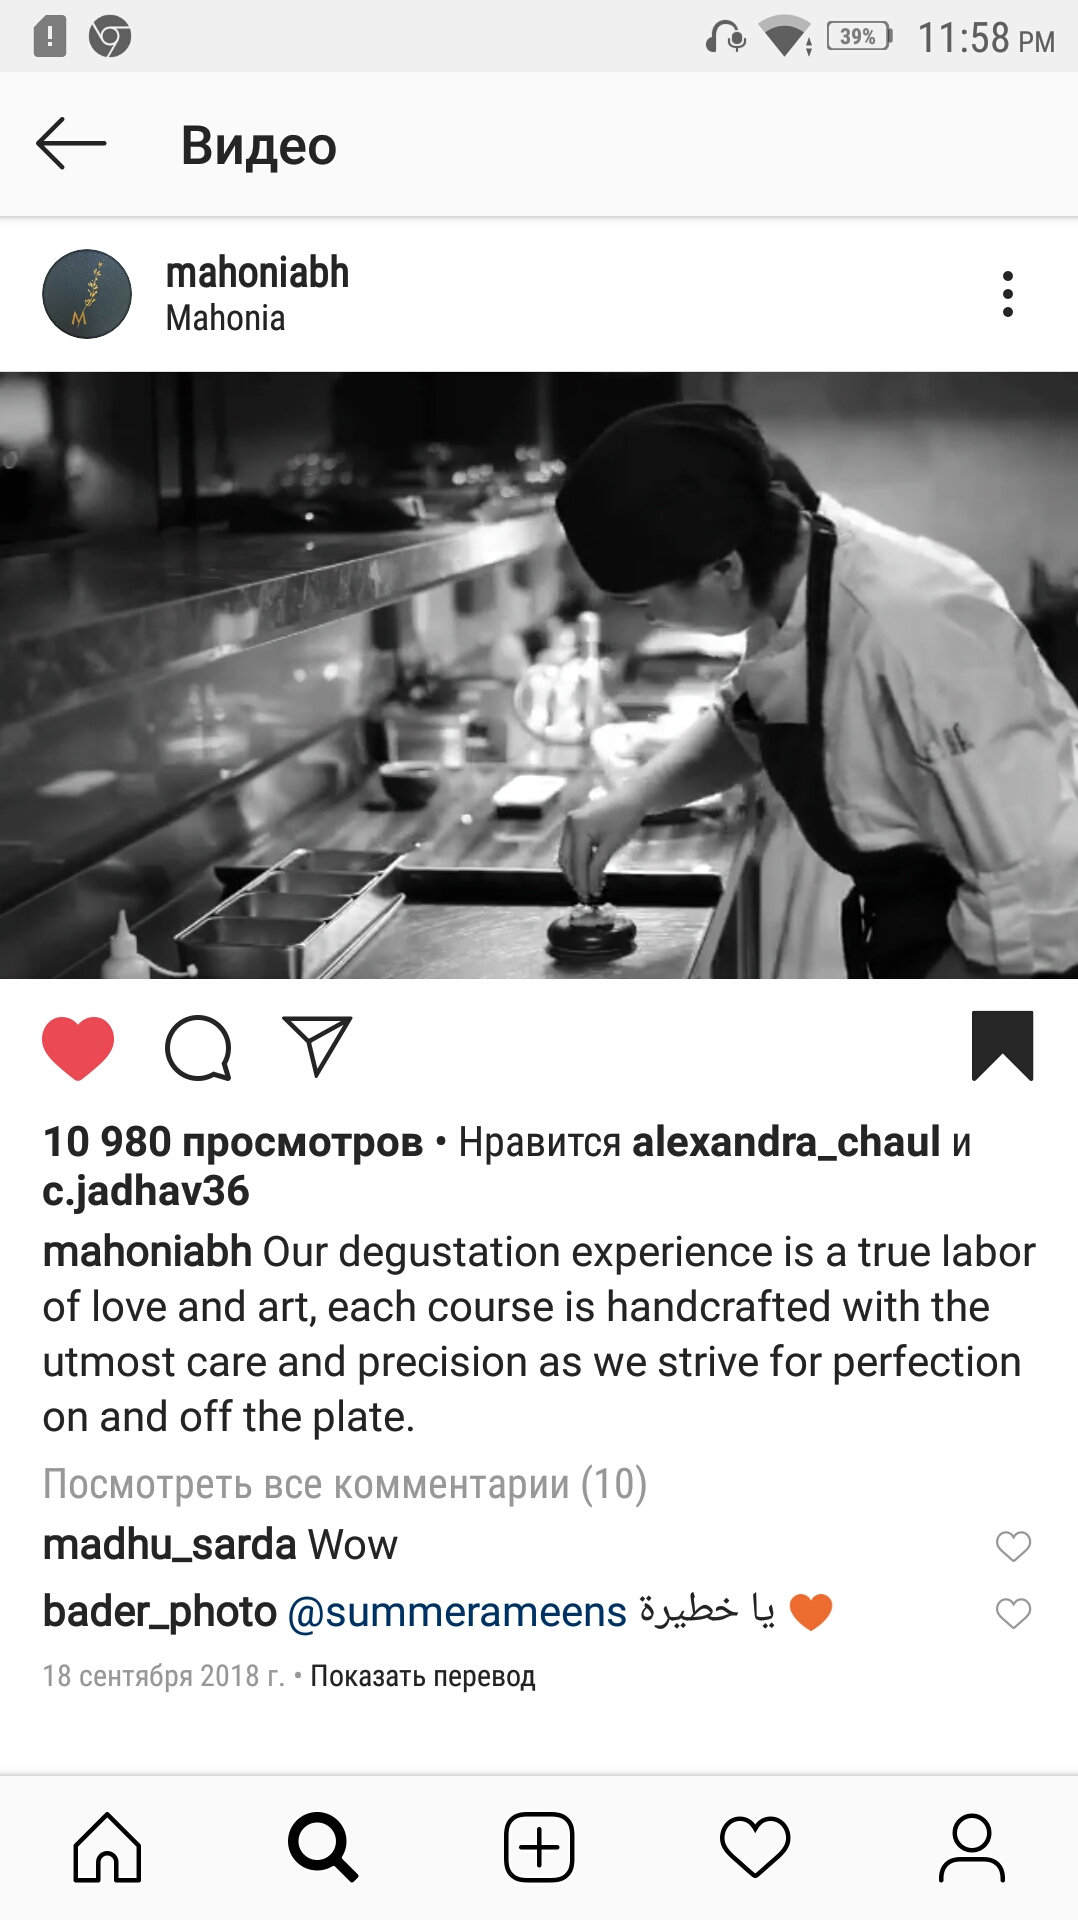 39% 11:58 PM
Видео
mahoniabh
Mahonia
M
10 980 просмотров • Нравится alexandra_chaul и
c.jadhav36
mahoniabh Our degustation experience is a true labor
of love and art, each course is handcrafted with the
utmost care and precision as we strive for perfection
on and off the plate.
Посмотреть все комментарии (10)
madhu_sarda Wow
bader_photo @summerameens يا خطيرة 🧡
18 сентября 2018 г. • Показать перевод